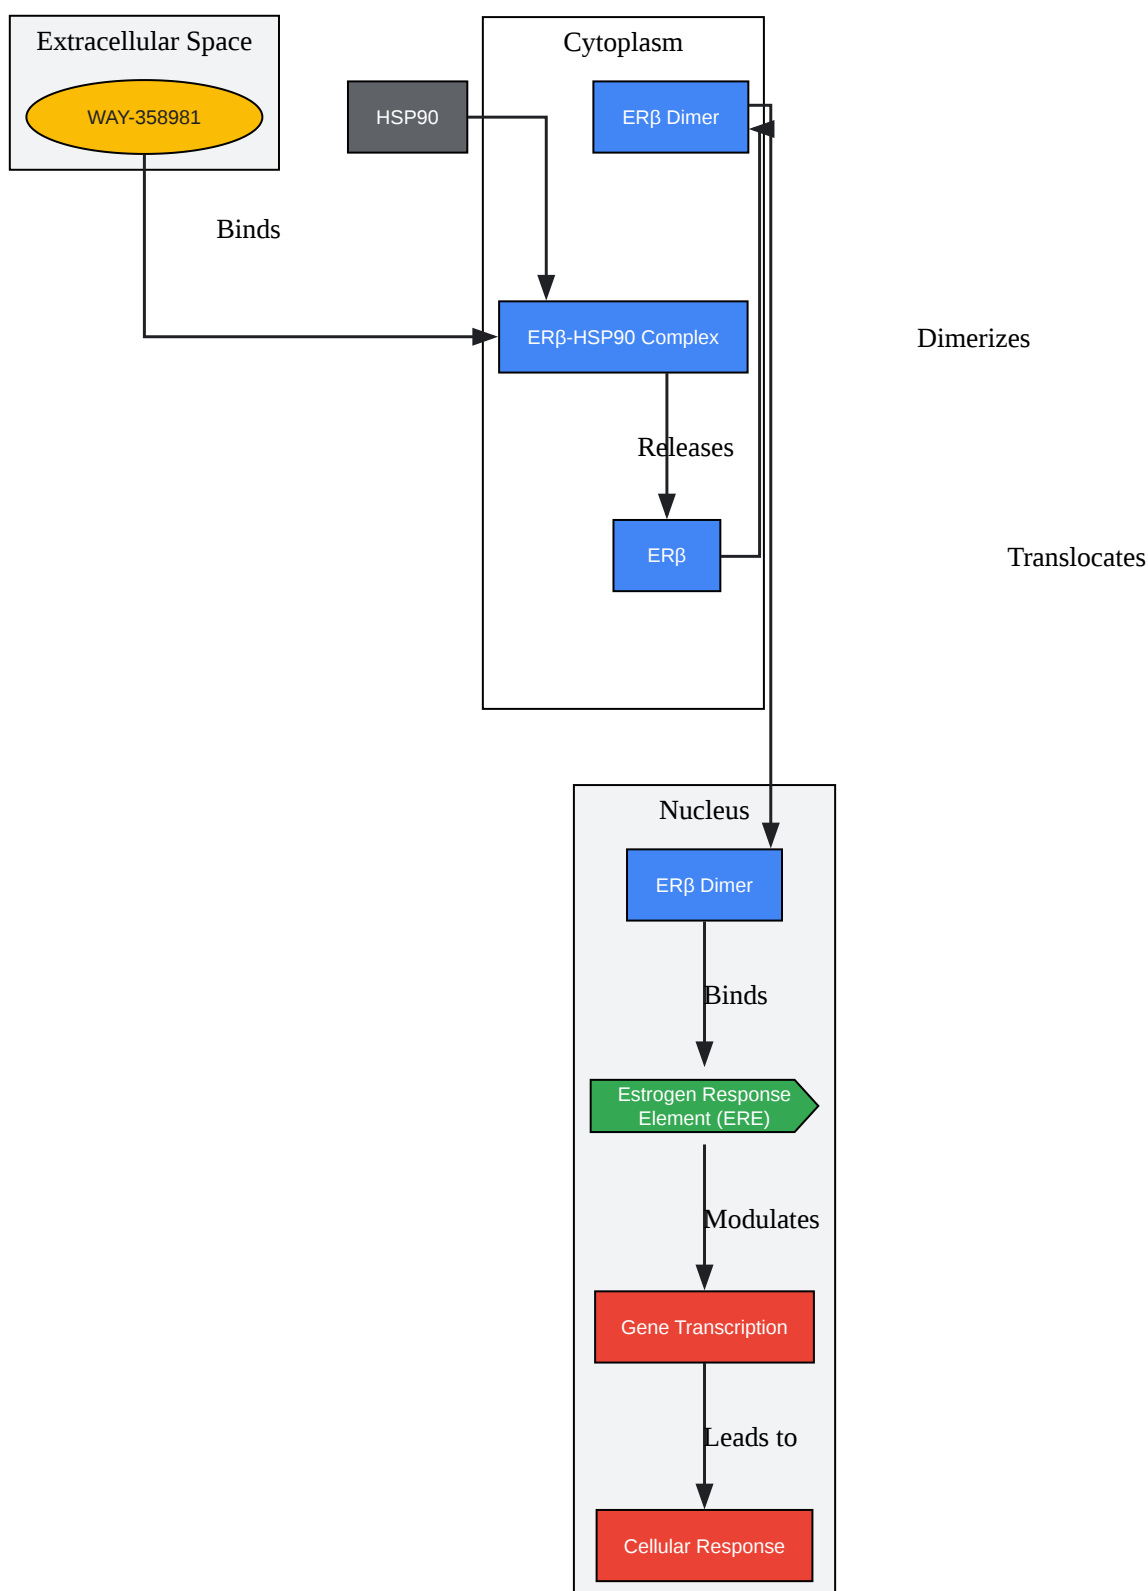 Extracellular Space
Cytoplasm
WAY-358981
HSP90
ERβ Dimer
Binds
ERβ-HSP90 Complex
Dimerizes
Releases
ERβ
Translocates
Nucleus
ERβ Dimer
Binds
Estrogen Response
Element (ERE)
Modulates
Gene Transcription
Leads to
Cellular Response